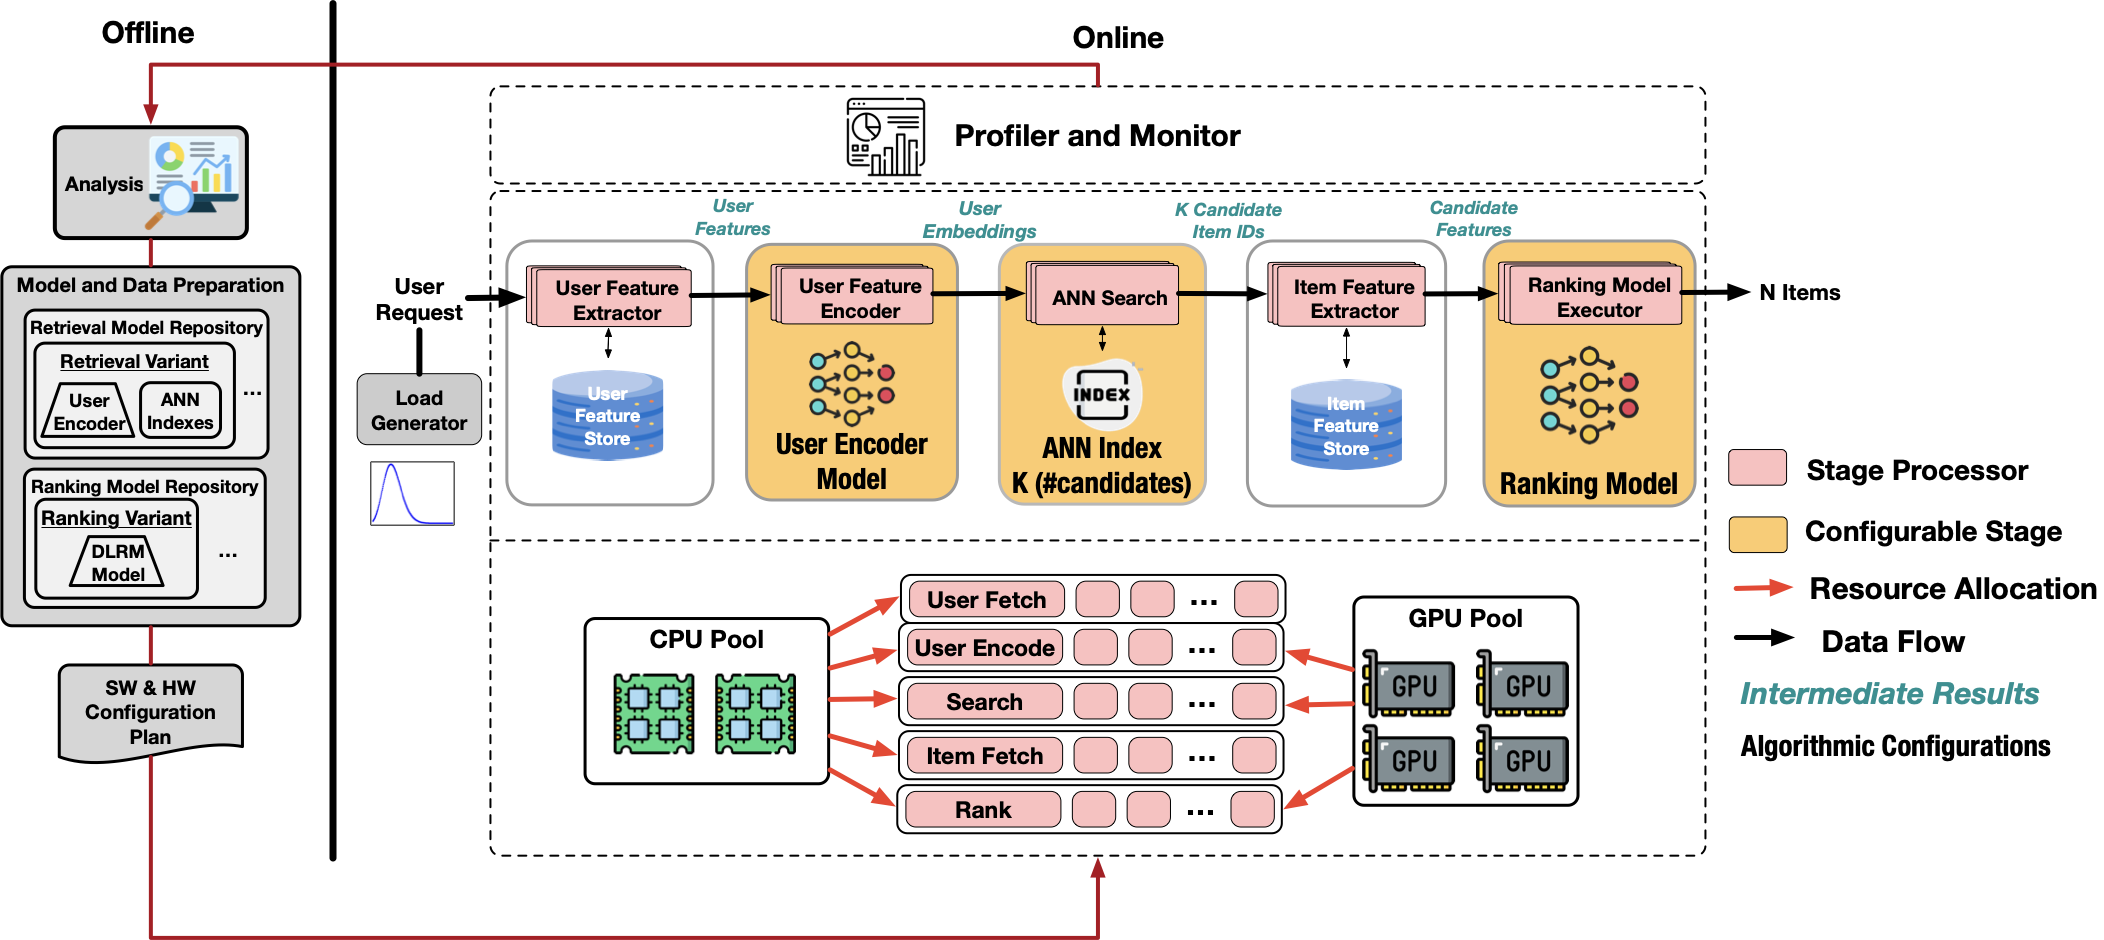 Offline
Online
Profiler and Monitor
Analysis
Model and Data Preparation
Retrieval Model Repository
Retrieval Variant
User
Encoder
ANN
Indexes
...
Ranking Model Repository
Ranking Variant
DLRM
Model
...
SW & HW
Configuration
Plan
User
Request
Load
Generator
User
Features
User
Embeddings
K Candidate
Item IDs
Candidate
Features
User Feature
Extractor
User
Feature
Store
User Feature
Encoder
User Encoder
Model
ANN Search
INDEX
ANN Index
K (#candidates)
Item Feature
Extractor
Item
Feature
Store
Ranking Model
Executor
Ranking Model
N Items
CPU Pool
User Fetch
...
User Encode
...
Search
...
Item Fetch
...
Rank
...
GPU Pool
GPU
GPU
GPU
GPU
Stage Processor
Configurable Stage
Resource Allocation
Data Flow
Intermediate Results
Algorithmic Configurations